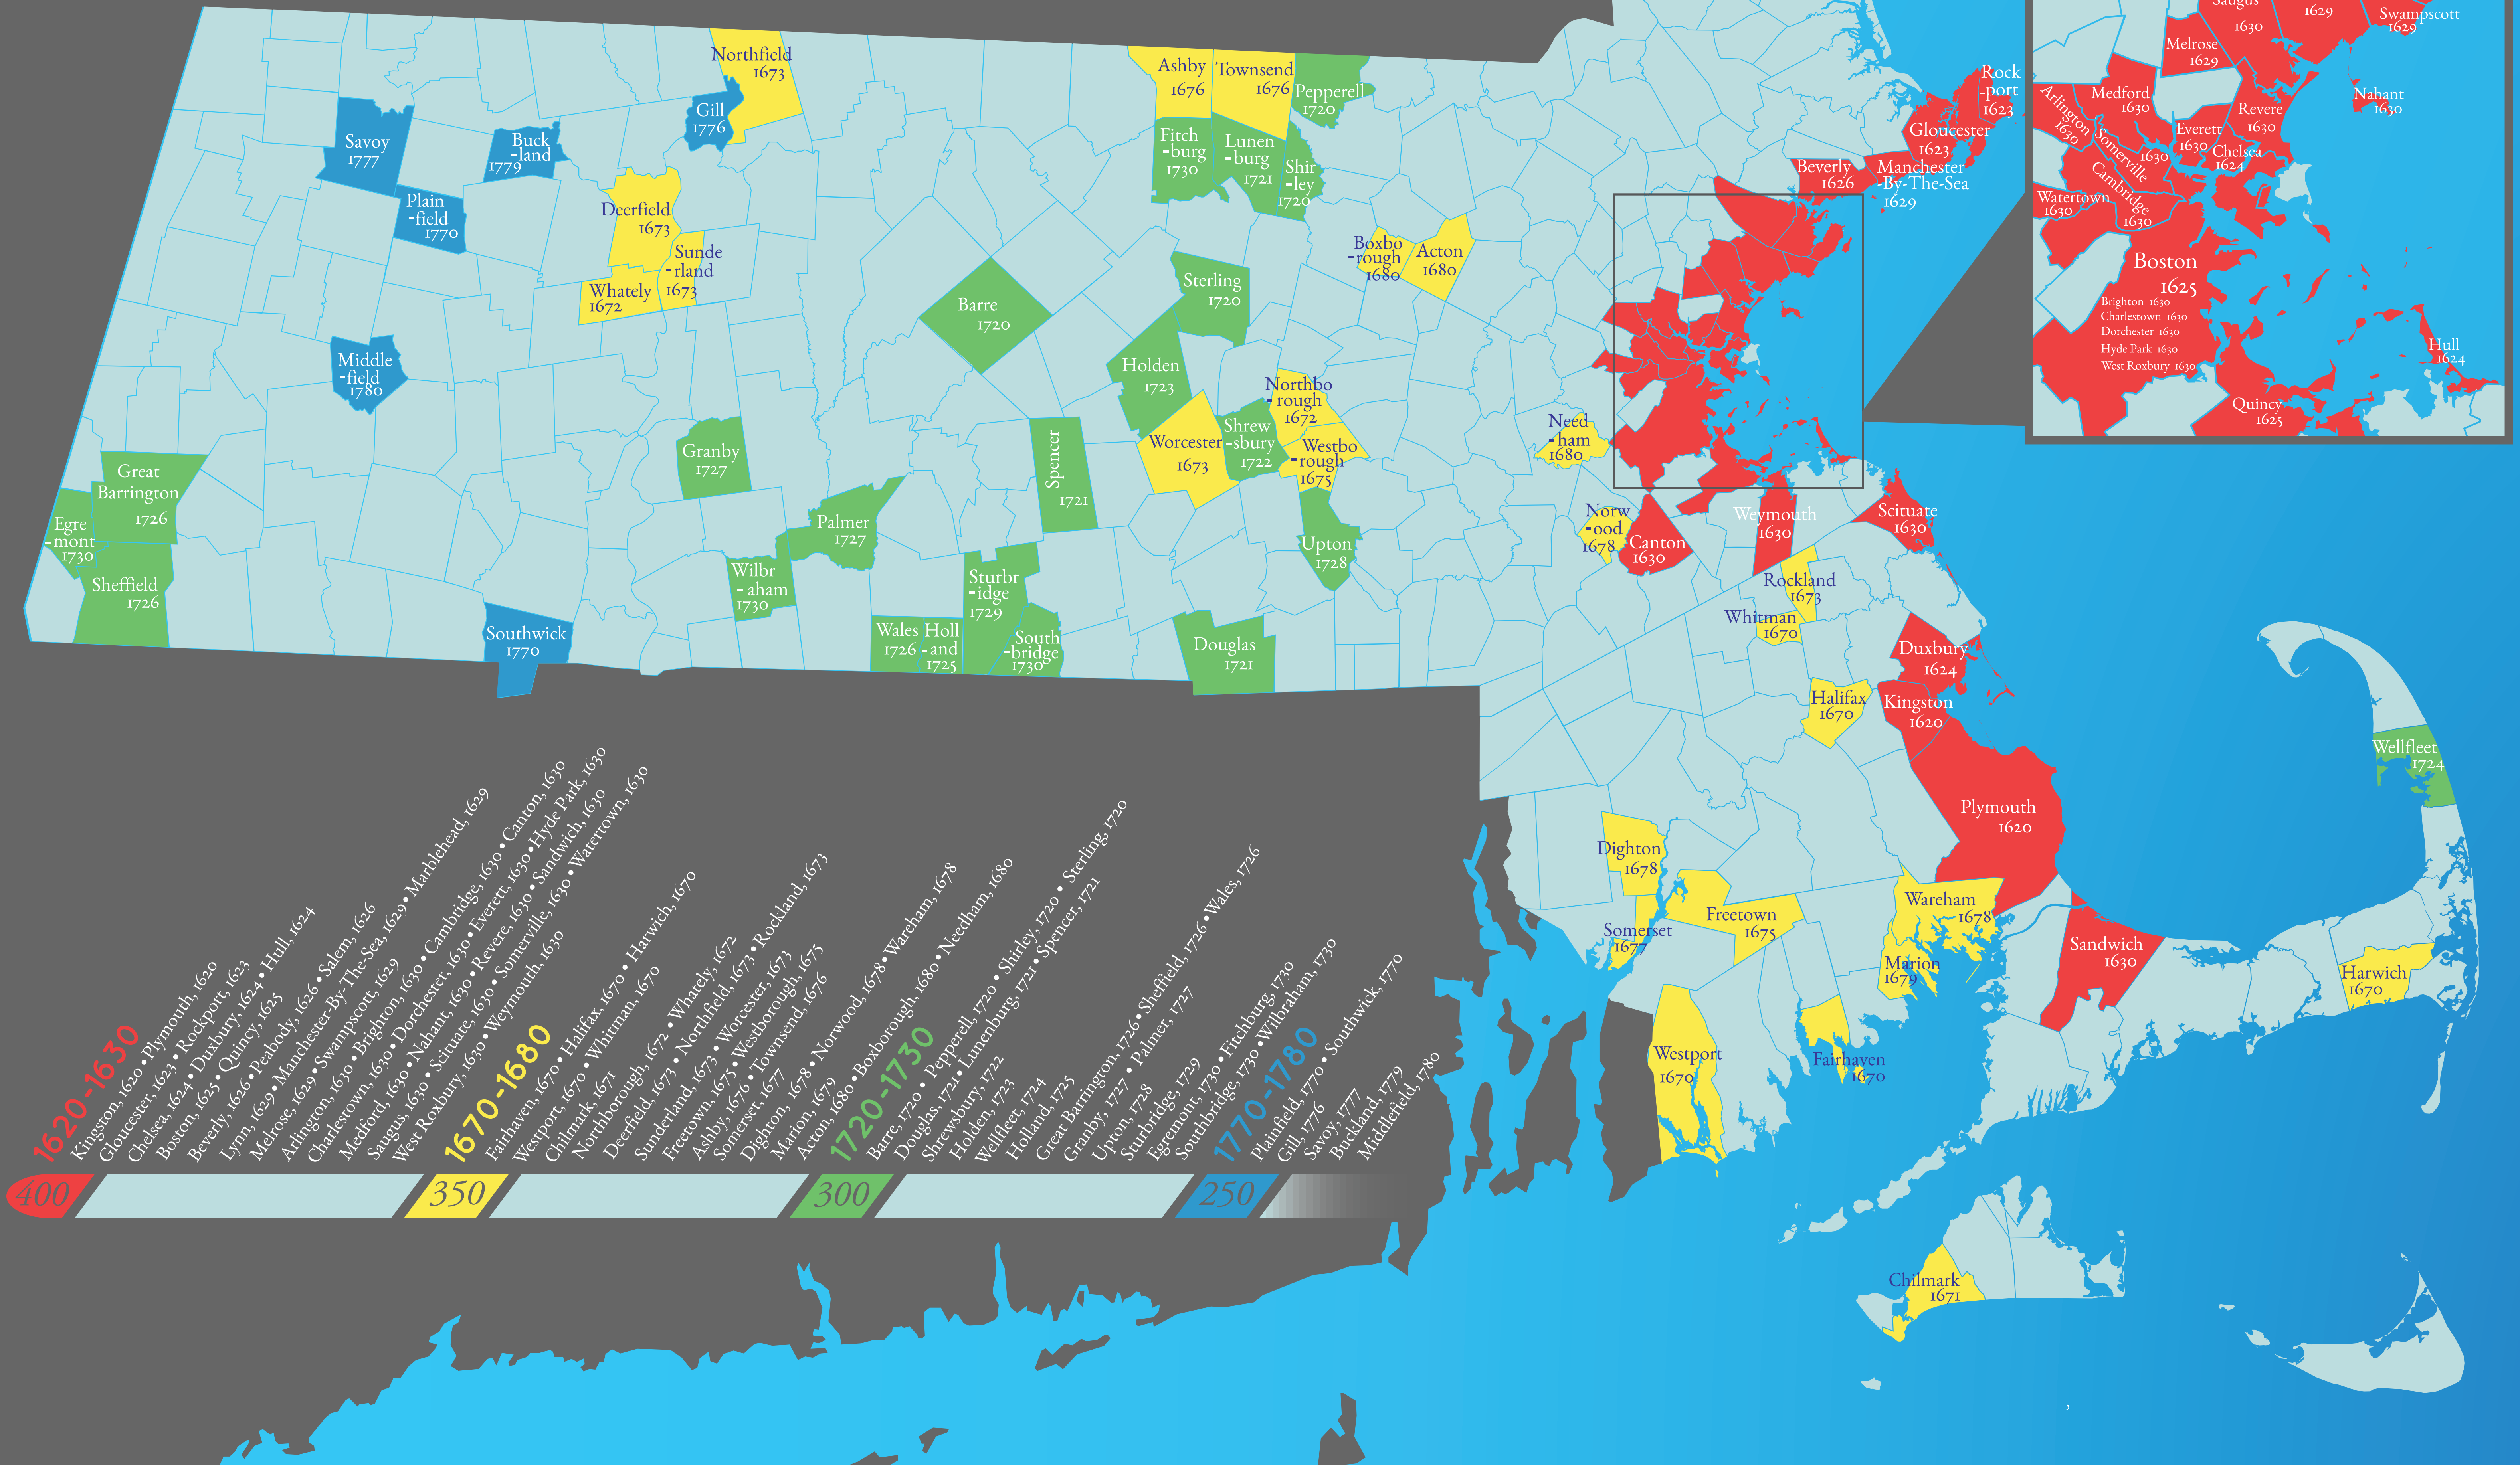 Northfield
1673
Gill
1776
Savoy
1777
Buck
-land
1779
Plain
-field
1770
Deerfield
1673
Sunde
-rland
1673
Whately
1672
Middle
-field
1780
Ashby
1676
Townsend
1676
Pepperell
1720
Fitch
-burg
1730
Lunen
-burg
1721
Shir
-ley
1720
Boxbo
-rough
1680
Acton
1680
Sterling
1720
Barre
1720
Holden
1723
Northbo
-rough
1672
Worcester
1673
Shrew
-sbury
1722
Westbo
-rough
1675
Need
-ham
1680
Granby
1727
Spencer
1721
Great
Barrington
1726
Egre
-mont
1730
Sheffield
1726
Palmer
1727
Wilbr
-aham
1730
Sturbr
-idge
1729
Wales
1726
Holl
-and
1725
South
-bridge
1730
Southwick
1770
Upton
1728
Douglas
1721
Norw
-ood
1678
Canton
1630
Weymouth
1630
Scituate
1630
Rockland
1673
Whitman
1670
Duxbury
1624
Kingston
1620
Halifax
1670
Plymouth
1620
Dighton
1678
Somerset
1677
Freetown
1675
Wareham
1678
Marion
1679
Westport
1670
Fairhaven
1670
Sandwich
1630
Harwich
1670
Wellfleet
1724
Chilmark
1671
Rock
-port
1623
Gloucester
1623
Beverly
1626
Manchester
-By-The-Sea
1629
Saugus
1630
1629
Swampscott
1629
Melrose
1629
Nahant
1630
Medford
1630
Revere
1630
Arlington
1630
Somerville
1630
Everett
1630
Chelsea
1624
Cambridge
1630
Watertown
1630
Boston
1625
Brighton 1630
Charlestown 1630
Dorchester 1630
Hyde Park 1630
West Roxbury 1630
Hull
1624
Quincy
1625
1620-1630
Kingston, 1620 • Plymouth, 1620
Gloucester, 1623 • Rockport, 1623
Chelsea, 1624 • Duxbury, 1624 • Hull, 1624
Boston, 1625 • Quincy, 1625
Beverly, 1626 • Peabody, 1626 • Salem, 1626
Lynn, 1629 • Manchester-By-The-Sea, 1629 • Marblehead, 1629
Melrose, 1629 • Swampscott, 1629
Arlington, 1630 • Brighton, 1630 • Cambridge, 1630 • Canton, 1630
Charlestown, 1630 • Dorchester, 1630 • Everett, 1630 • Hyde Park, 1630
Medford, 1630 • Nahant, 1630 • Revere, 1630 • Sandwich, 1630
Saugus, 1630 • Scituate, 1630 • Somerville, 1630 • Watertown, 1630
West Roxbury, 1630 • Weymouth, 1630
1670-1680
Fairhaven, 1670 • Halifax, 1670 • Harwich, 1670
Westport, 1670 • Whitman, 1670
Chilmark, 1671
Northborough, 1672 • Whately, 1672
Deerfield, 1673 • Northfield, 1673 • Rockland, 1673
Sunderland, 1673 • Worcester, 1673
Freetown, 1675 • Westborough, 1675
Ashby, 1676 • Townsend, 1676
Somerset, 1677
Dighton, 1678 • Norwood, 1678 • Wareham, 1678
Marion, 1679
Acton, 1680 • Boxborough, 1680 • Needham, 1680
1720-1730
Barre, 1720 • Pepperell, 1720 • Shirley, 1720 • Sterling, 1720
Douglas, 1721 • Lunenburg, 1721 • Spencer, 1721
Shrewsbury, 1722
Holden, 1723
Wellfleet, 1724
Holland, 1725
Great Barrington, 1726 • Sheffield, 1726 • Wales, 1726
Granby, 1727 • Palmer, 1727
Upton, 1728
Sturbridge, 1729
Egremont, 1730 • Fitchburg, 1730
Southbridge, 1730 • Wilbraham, 1730
1770-1780
Plainfield, 1770 • Southwick, 1770
Gill, 1776
Savoy, 1777
Buckland, 1779
Middlefield, 1780
400
350
300
250
,